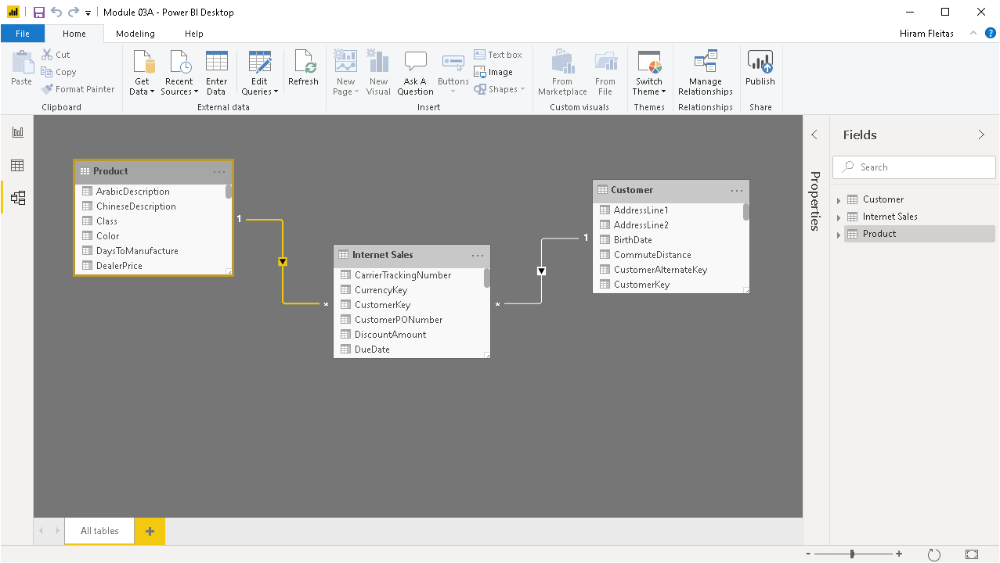 Module 03A - Power BI Desktop
File Home Modeling Help Hiram Fleitas ?
Paste
Cut
Copy
Format Painter
Clipboard
Get Data
Recent Sources
Enter Data
Edit Queries
External data
Refresh
New Page
New Visual
Ask A Question
Buttons
Text box
Image
Shapes
Insert
From Marketplace
From File
Custom visuals
Switch Theme
Themes
Manage Relationships
Relationships
Publish
Share
Product ...
ArabicDescription
ChineseDescription
Class
Color
DaysToManufacture
DealerPrice
1
*
Internet Sales ...
CarrierTrackingNumber
CurrencyKey
CustomerKey
CustomerPONumber
DiscountAmount
DueDate
*
1
Customer ...
AddressLine1
AddressLine2
BirthDate
CommuteDistance
CustomerAlternateKey
CustomerKey
Properties
Fields
Search
Customer
Internet Sales
Product
All tables +
- +